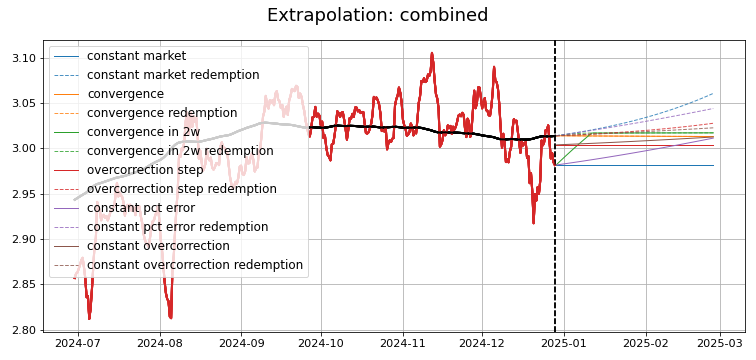 Extrapolation: combined
3.10
3.05
3.00
2.95
2.90
2.85
2.80
constant market
constant market redemption
convergence
convergence redemption
convergence in 2w
convergence in 2w redemption
overcorrection step
overcorrection step redemption
constant pct error
constant pct error redemption
constant overcorrection
constant overcorrection redemption
2024-07 2024-08 2024-09 2024-10 2024-11 2024-12 2025-01 2025-02 2025-03